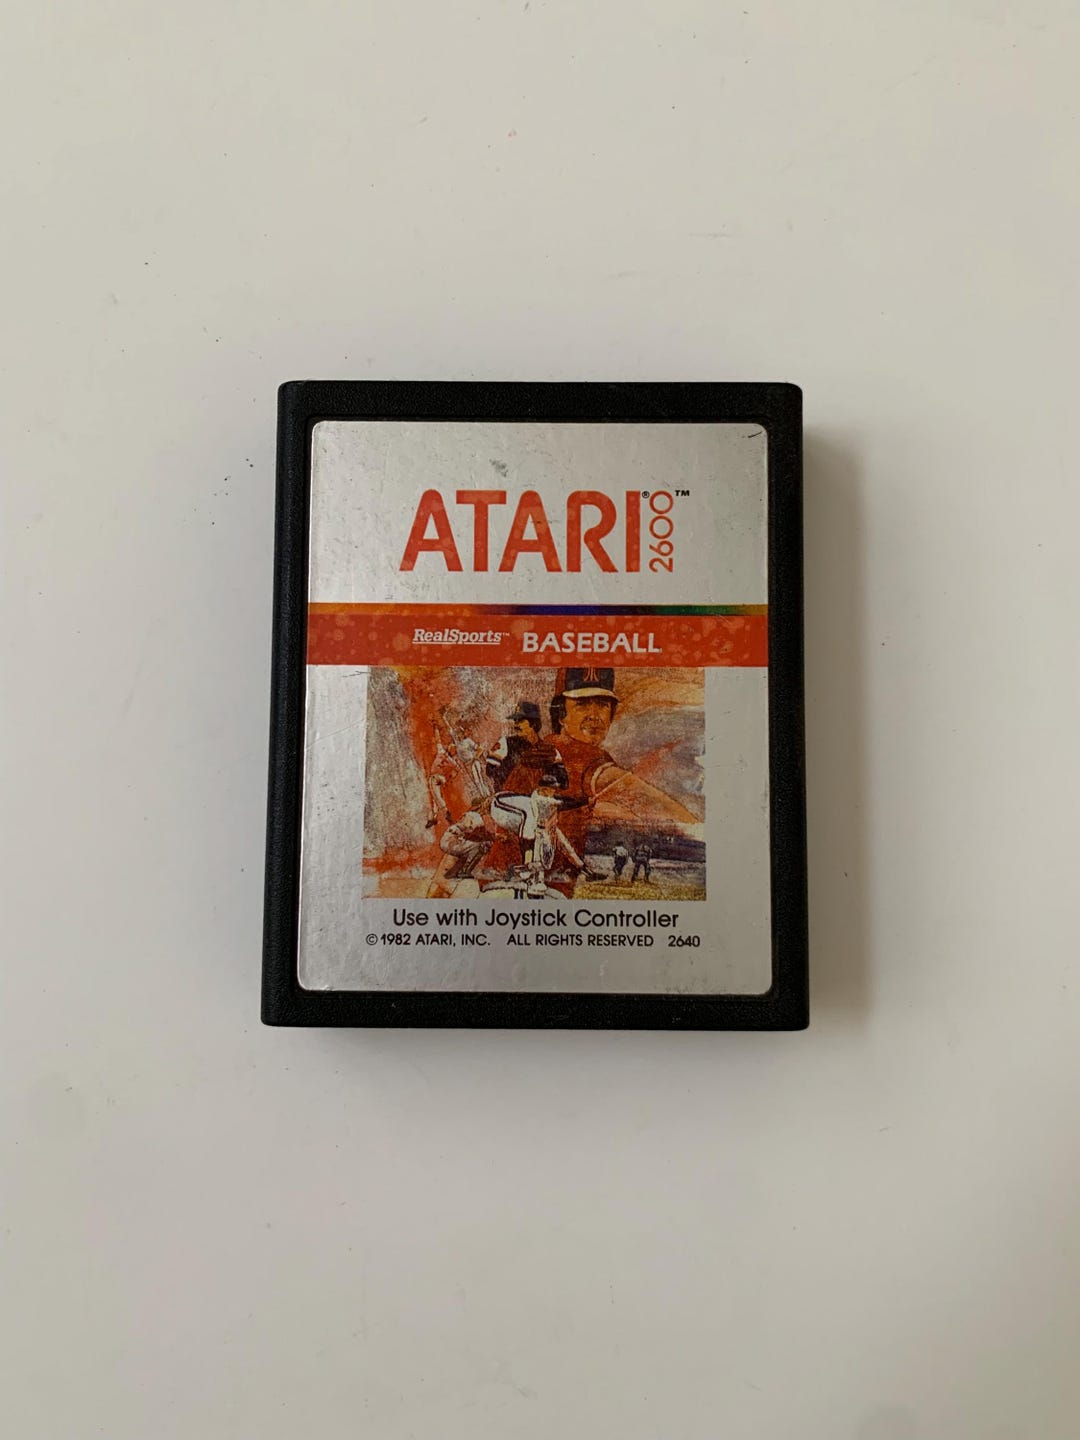 ATARI® 2600™
RealSports™ BASEBALL
Use with Joystick Controller
© 1982 ATARI, INC. ALL RIGHTS RESERVED 2640